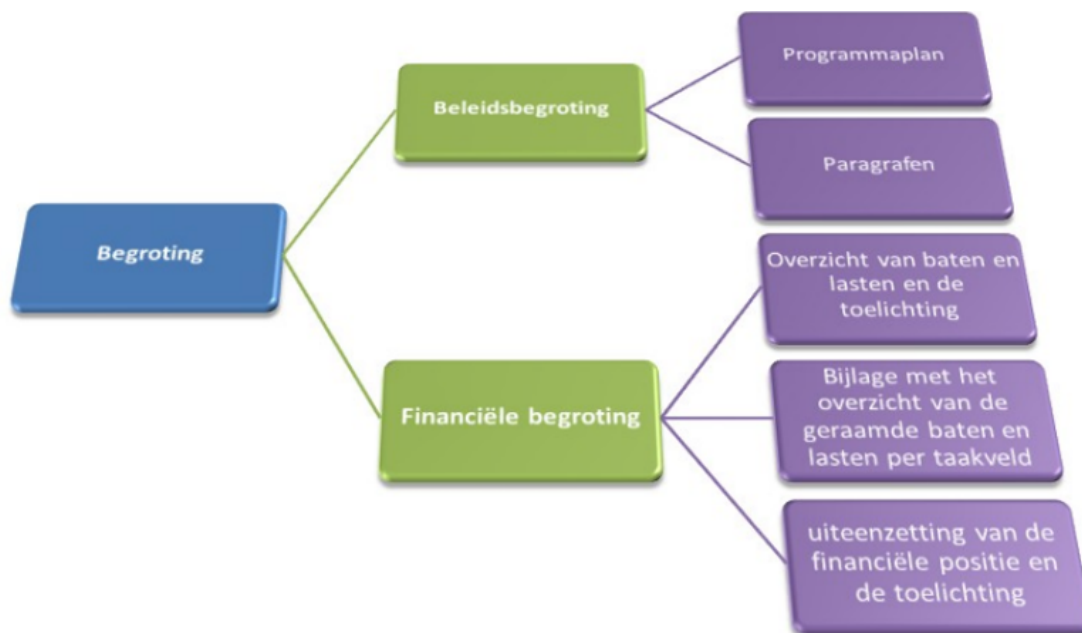 Begroting
Beleidsbegroting
Programmaplan
Paragrafen
Financiële begroting
Overzicht van baten en
lasten en de
toelichting
Bijlage met het
overzicht van de
geraamde baten en
lasten per taakveld
uiteenzetting van de
financiële positie en
de toelichting